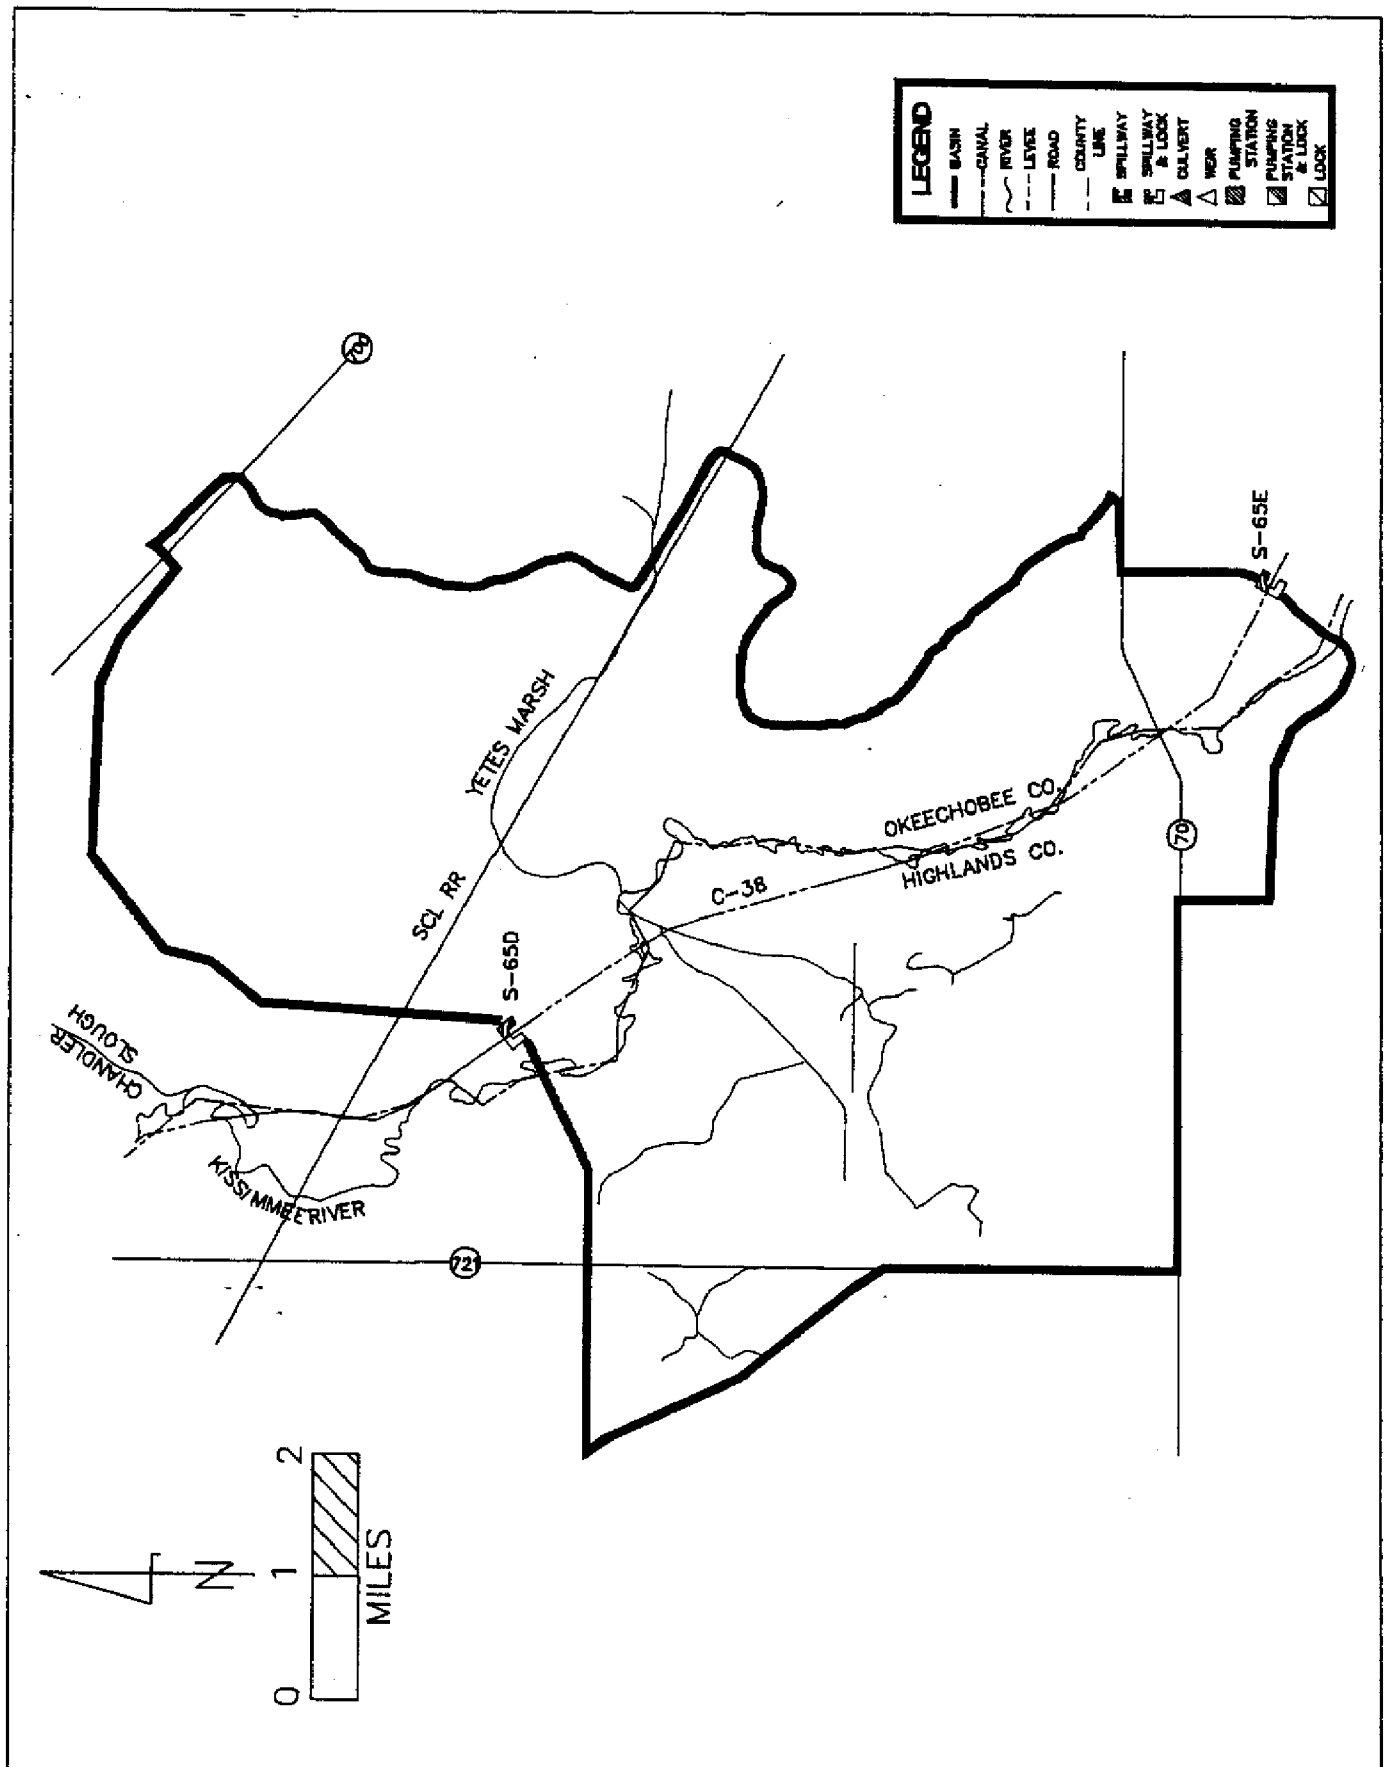 LEGEND
BASIN
CANAL
RIVER
LEVEE
ROAD
COUNTY
LINE
SPILLWAY
SPILLWAY
& LOCK
CULVERT
WEIR
PUMPING
STATION
PUMPING
STATION
& LOCK
LOCK
CHANDLER
SLOUGH
KISSIMMEE RIVER
SCL RR
YETES MARSH
S-65D
C-38
OKEECHOBEE CO.
HIGHLANDS CO.
S-65E
70
721
N
0 1 2
MILES